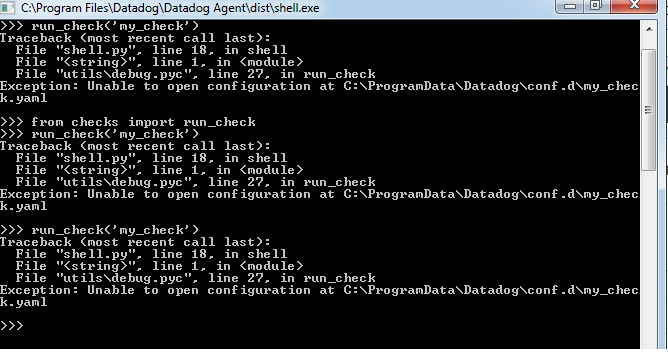 C:\Program Files\Datadog\Datadog Agent\dist\shell.exe
>>> run_check('my_check')
Traceback (most recent call last):
  File "shell.py", line 18, in shell
  File "<string>", line 1, in <module>
  File "utils\debug.pyc", line 27, in run_check
Exception: Unable to open configuration at C:\ProgramData\Datadog\conf.d\my_chec
k.yaml
>>> from checks import run_check
>>> run_check('my_check')
Traceback (most recent call last):
  File "shell.py", line 18, in shell
  File "<string>", line 1, in <module>
  File "utils\debug.pyc", line 27, in run_check
Exception: Unable to open configuration at C:\ProgramData\Datadog\conf.d\my_chec
k.yaml
>>> run_check('my_check')
Traceback (most recent call last):
  File "shell.py", line 18, in shell
  File "<string>", line 1, in <module>
  File "utils\debug.pyc", line 27, in run_check
Exception: Unable to open configuration at C:\ProgramData\Datadog\conf.d\my_chec
k.yaml
>>>